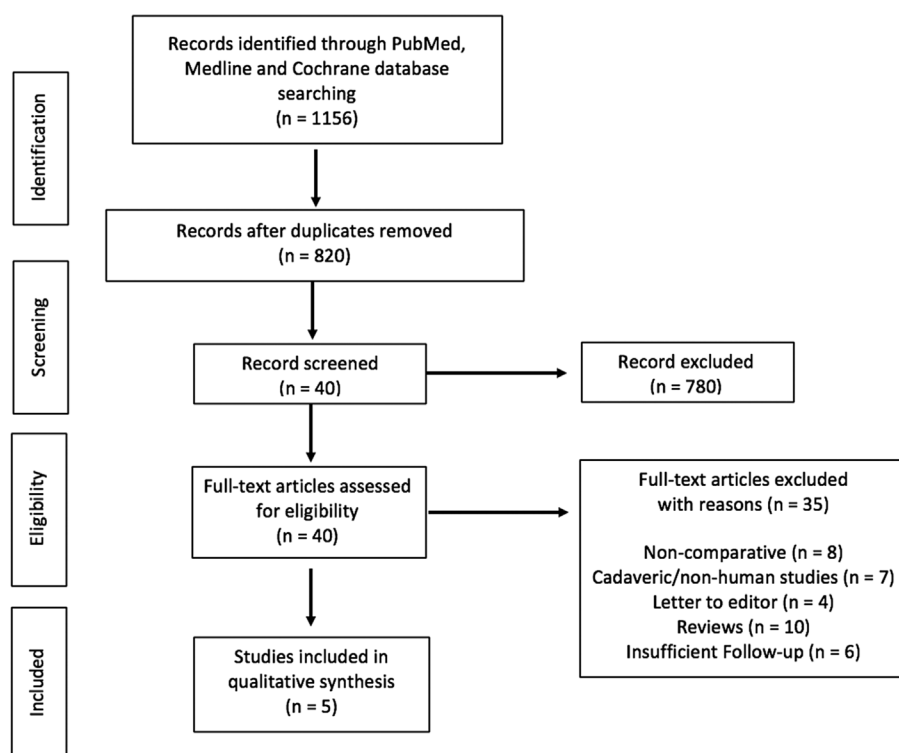 Records identified through PubMed,
Medline and Cochrane database
searching
(n = 1156)
Identification
Records after duplicates removed
(n = 820)
Screening
Record screened
(n = 40)
Record excluded
(n = 780)
Eligibility
Full-text articles assessed
for eligibility
(n = 40)
Full-text articles excluded
with reasons (n = 35)
Non-comparative (n = 8)
Cadaveric/non-human studies (n = 7)
Letter to editor (n = 4)
Reviews (n = 10)
Insufficient Follow-up (n = 6)
Included
Studies included in
qualitative synthesis
(n = 5)